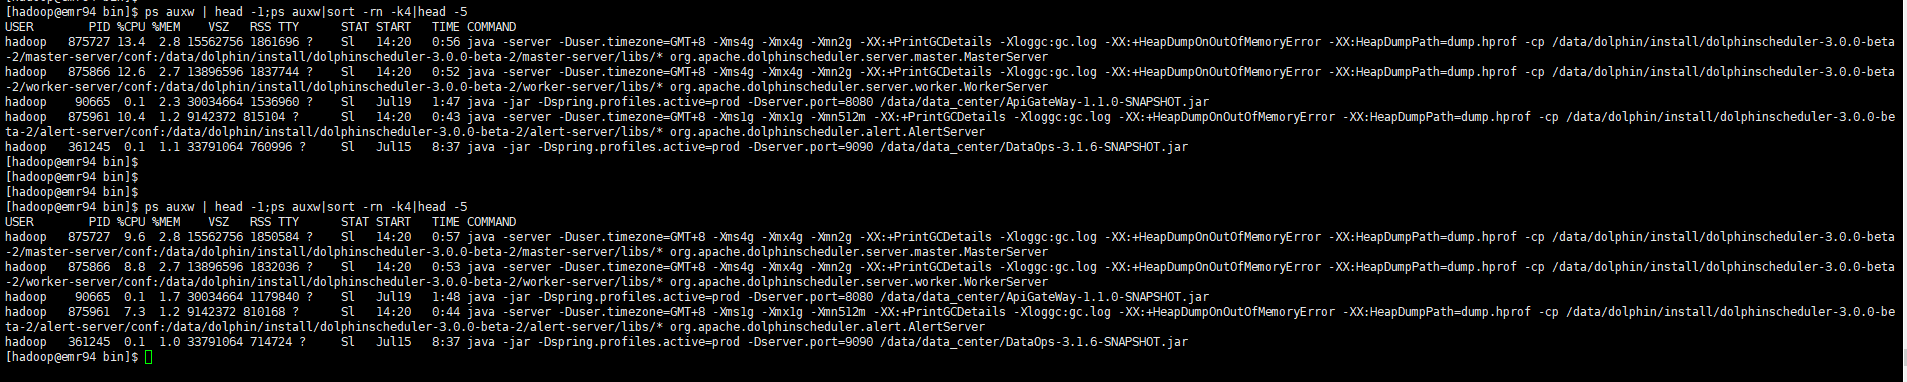 [hadoop@emr94 bin]$
[hadoop@emr94 bin]$ ps auxw | head -1;ps auxw|sort -rn -k4|head -5
USER PID %CPU %MEM VSZ RSS TTY STAT START TIME COMMAND
hadoop 875727 13.4 2.8 15562756 1861696 ? Sl 14:20 0:56 java -server -Duser.timezone=GMT+8 -Xms4g -Xmx4g -Xmn2g -XX:+PrintGCDetails -Xloggc:gc.log -XX:+HeapDumpOnOutOfMemoryError -XX:HeapDumpPath=dump.hprof -cp /data/dolphin/install/dolphinscheduler-3.0.0-beta
-2/master-server/conf:/data/dolphin/install/dolphinscheduler-3.0.0-beta-2/master-server/libs/* org.apache.dolphinscheduler.server.master.MasterServer
hadoop 875866 12.6 2.7 13896596 1837744 ? Sl 14:20 0:52 java -server -Duser.timezone=GMT+8 -Xms4g -Xmx4g -Xmn2g -XX:+PrintGCDetails -Xloggc:gc.log -XX:+HeapDumpOnOutOfMemoryError -XX:HeapDumpPath=dump.hprof -cp /data/dolphin/install/dolphinscheduler-3.0.0-beta
-2/worker-server/conf:/data/dolphin/install/dolphinscheduler-3.0.0-beta-2/worker-server/libs/* org.apache.dolphinscheduler.server.worker.WorkerServer
hadoop 90665 0.1 2.3 30034664 1536960 ? Sl Jul19 1:47 java -jar -Dspring.profiles.active=prod -Dserver.port=8080 /data/data_center/ApiGateWay-1.1.0-SNAPSHOT.jar
hadoop 875961 10.4 1.2 9142372 815104 ? Sl 14:20 0:43 java -server -Duser.timezone=GMT+8 -Xms1g -Xmx1g -Xmn512m -XX:+PrintGCDetails -Xloggc:gc.log -XX:+HeapDumpOnOutOfMemoryError -XX:HeapDumpPath=dump.hprof -cp /data/dolphin/install/dolphinscheduler-3.0.0-be
ta-2/alert-server/conf:/data/dolphin/install/dolphinscheduler-3.0.0-beta-2/alert-server/libs/* org.apache.dolphinscheduler.alert.AlertServer
hadoop 361245 0.1 1.1 33791064 760996 ? Sl Jul15 8:37 java -jar -Dspring.profiles.active=prod -Dserver.port=9090 /data/data_center/DataOps-3.1.6-SNAPSHOT.jar
[hadoop@emr94 bin]$
[hadoop@emr94 bin]$
[hadoop@emr94 bin]$
[hadoop@emr94 bin]$ ps auxw | head -1;ps auxw|sort -rn -k4|head -5
USER PID %CPU %MEM VSZ RSS TTY STAT START TIME COMMAND
hadoop 875727 9.6 2.8 15562756 1850584 ? Sl 14:20 0:57 java -server -Duser.timezone=GMT+8 -Xms4g -Xmx4g -Xmn2g -XX:+PrintGCDetails -Xloggc:gc.log -XX:+HeapDumpOnOutOfMemoryError -XX:HeapDumpPath=dump.hprof -cp /data/dolphin/install/dolphinscheduler-3.0.0-beta
-2/master-server/conf:/data/dolphin/install/dolphinscheduler-3.0.0-beta-2/master-server/libs/* org.apache.dolphinscheduler.server.master.MasterServer
hadoop 875866 8.8 2.7 13896596 1832036 ? Sl 14:20 0:53 java -server -Duser.timezone=GMT+8 -Xms4g -Xmx4g -Xmn2g -XX:+PrintGCDetails -Xloggc:gc.log -XX:+HeapDumpOnOutOfMemoryError -XX:HeapDumpPath=dump.hprof -cp /data/dolphin/install/dolphinscheduler-3.0.0-beta
-2/worker-server/conf:/data/dolphin/install/dolphinscheduler-3.0.0-beta-2/worker-server/libs/* org.apache.dolphinscheduler.server.worker.WorkerServer
hadoop 90665 0.1 1.7 30034664 1179840 ? Sl Jul19 1:48 java -jar -Dspring.profiles.active=prod -Dserver.port=8080 /data/data_center/ApiGateWay-1.1.0-SNAPSHOT.jar
hadoop 875961 7.3 1.2 9142372 810168 ? Sl 14:20 0:44 java -server -Duser.timezone=GMT+8 -Xms1g -Xmx1g -Xmn512m -XX:+PrintGCDetails -Xloggc:gc.log -XX:+HeapDumpOnOutOfMemoryError -XX:HeapDumpPath=dump.hprof -cp /data/dolphin/install/dolphinscheduler-3.0.0-be
ta-2/alert-server/conf:/data/dolphin/install/dolphinscheduler-3.0.0-beta-2/alert-server/libs/* org.apache.dolphinscheduler.alert.AlertServer
hadoop 361245 0.1 1.0 33791064 714724 ? Sl Jul15 8:37 java -jar -Dspring.profiles.active=prod -Dserver.port=9090 /data/data_center/DataOps-3.1.6-SNAPSHOT.jar
[hadoop@emr94 bin]$